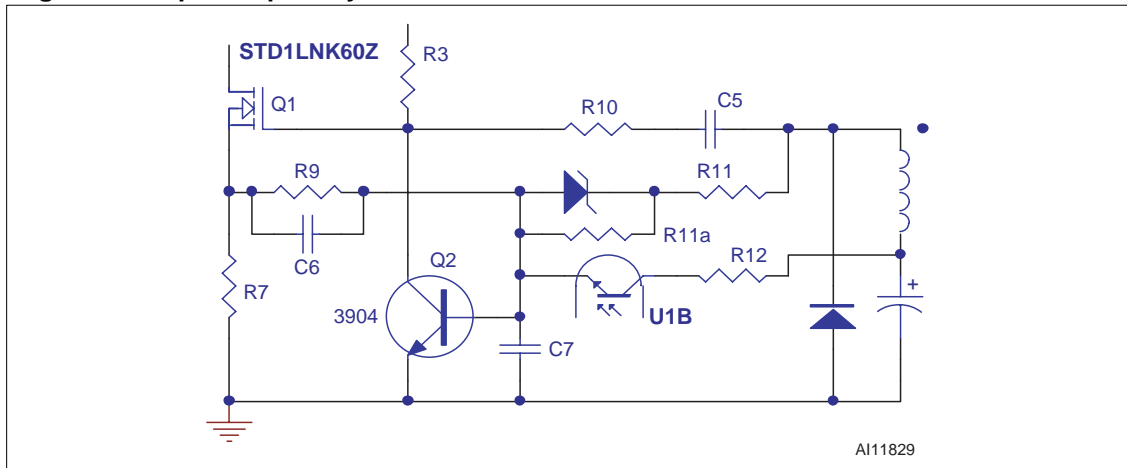 STD1LNK60Z
R3
Q1
C5
R10
R9
R11
C6
R11a
Q2
R12
R7
3904
U1B
+
C7
AI11829